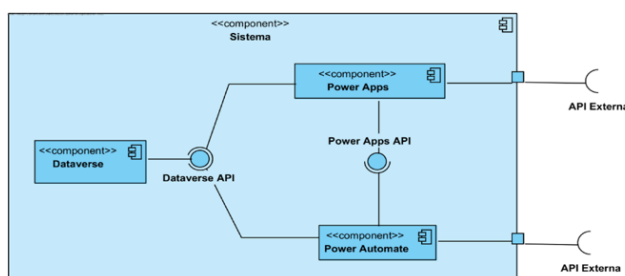 <<component>>
Sistema
<<component>>
Power Apps
API Externa
<<component>>
Dataverse
Dataverse API
Power Apps API
<<component>>
Power Automate
API Externa